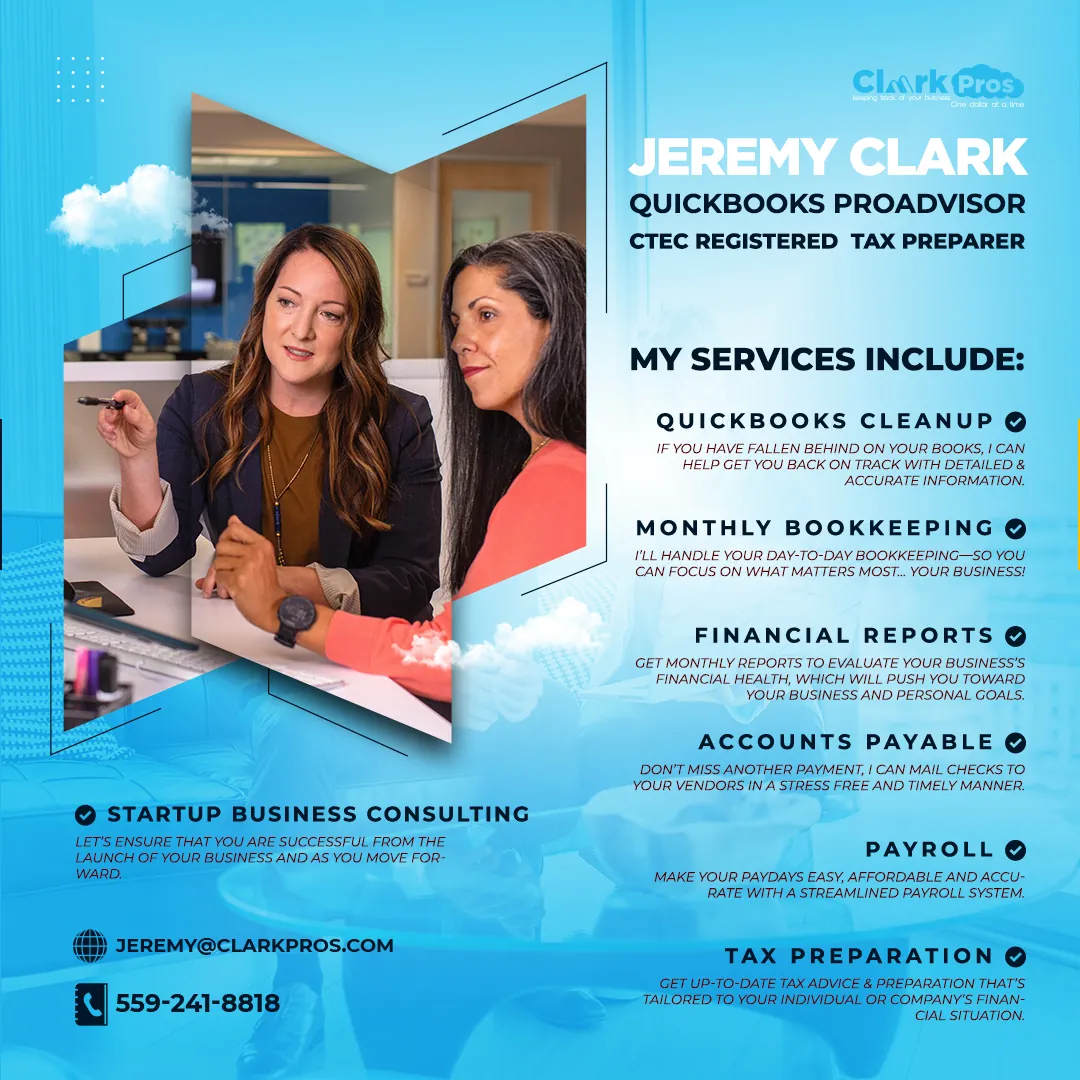 Clark Pros
keeping track of your business
One dollar at a time
JEREMY CLARK
QUICKBOOKS PROADVISOR
CTEC REGISTERED TAX PREPARER
MY SERVICES INCLUDE:
QUICKBOOKS CLEANUP
IF YOU HAVE FALLEN BEHIND ON YOUR BOOKS, I CAN
HELP GET YOU BACK ON TRACK WITH DETAILED &
ACCURATE INFORMATION.
MONTHLY BOOKKEEPING
I'LL HANDLE YOUR DAY-TO-DAY BOOKKEEPING—SO YOU
CAN FOCUS ON WHAT MATTERS MOST... YOUR BUSINESS!
FINANCIAL REPORTS
GET MONTHLY REPORTS TO EVALUATE YOUR BUSINESS'S
FINANCIAL HEALTH, WHICH WILL PUSH YOU TOWARD
YOUR BUSINESS AND PERSONAL GOALS.
ACCOUNTS PAYABLE
DON'T MISS ANOTHER PAYMENT, I CAN MAIL CHECKS TO
YOUR VENDORS IN A STRESS FREE AND TIMELY MANNER.
PAYROLL
MAKE YOUR PAYDAYS EASY, AFFORDABLE AND ACCU-
RATE WITH A STREAMLINED PAYROLL SYSTEM.
TAX PREPARATION
GET UP-TO-DATE TAX ADVICE & PREPARATION THAT'S
TAILORED TO YOUR INDIVIDUAL OR COMPANY'S FINAN-
CIAL SITUATION.
STARTUP BUSINESS CONSULTING
LET'S ENSURE THAT YOU ARE SUCCESSFUL FROM THE
LAUNCH OF YOUR BUSINESS AND AS YOU MOVE FOR-
WARD.
JEREMY@CLARKPROS.COM
559-241-8818